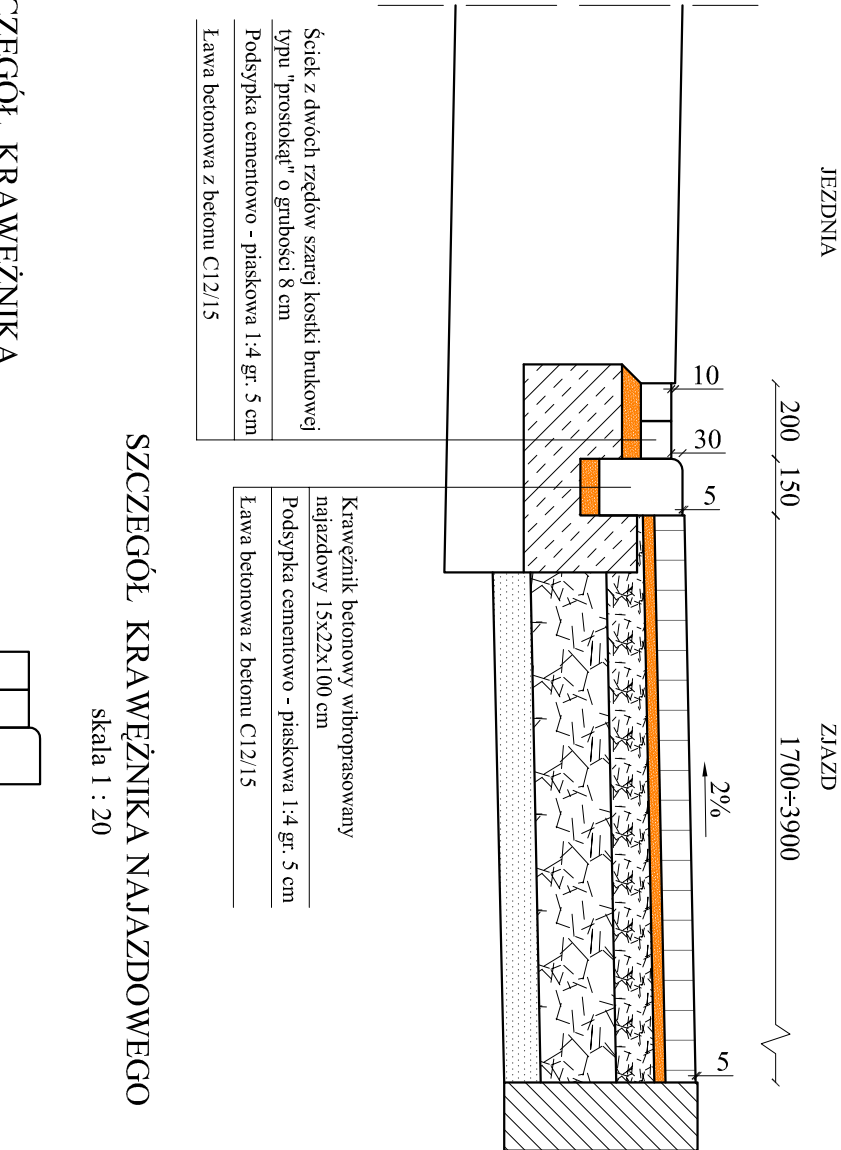 JEZDNIA
ZJAZD
200
150
1700÷3900
10
30
5
2%
5
Ściek z dwóch rzędów szarej kostki brukowej
typu "prostokąt" o grubości 8 cm
Podsypka cementowo - piaskowa 1:4 gr. 5 cm
Ława betonowa z betonu C12/15
Krawężnik betonowy wibroprasowany
najazdowy 15x22x100 cm
Podsypka cementowo - piaskowa 1:4 gr. 5 cm
Ława betonowa z betonu C12/15
SZCZEGÓŁ KRAWĘŻNIKA NAJAZDOWEGO
skala 1 : 20
CZEGÓŁ KRAWĘŻNIKA